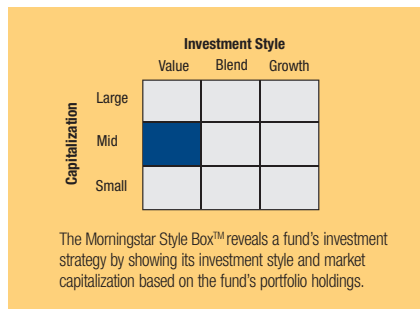 Investment Style
Value Blend Growth
Large
Capitalization
Mid
Small
The Morningstar Style Box™ reveals a fund's investment
strategy by showing its investment style and market
capitalization based on the fund's portfolio holdings.